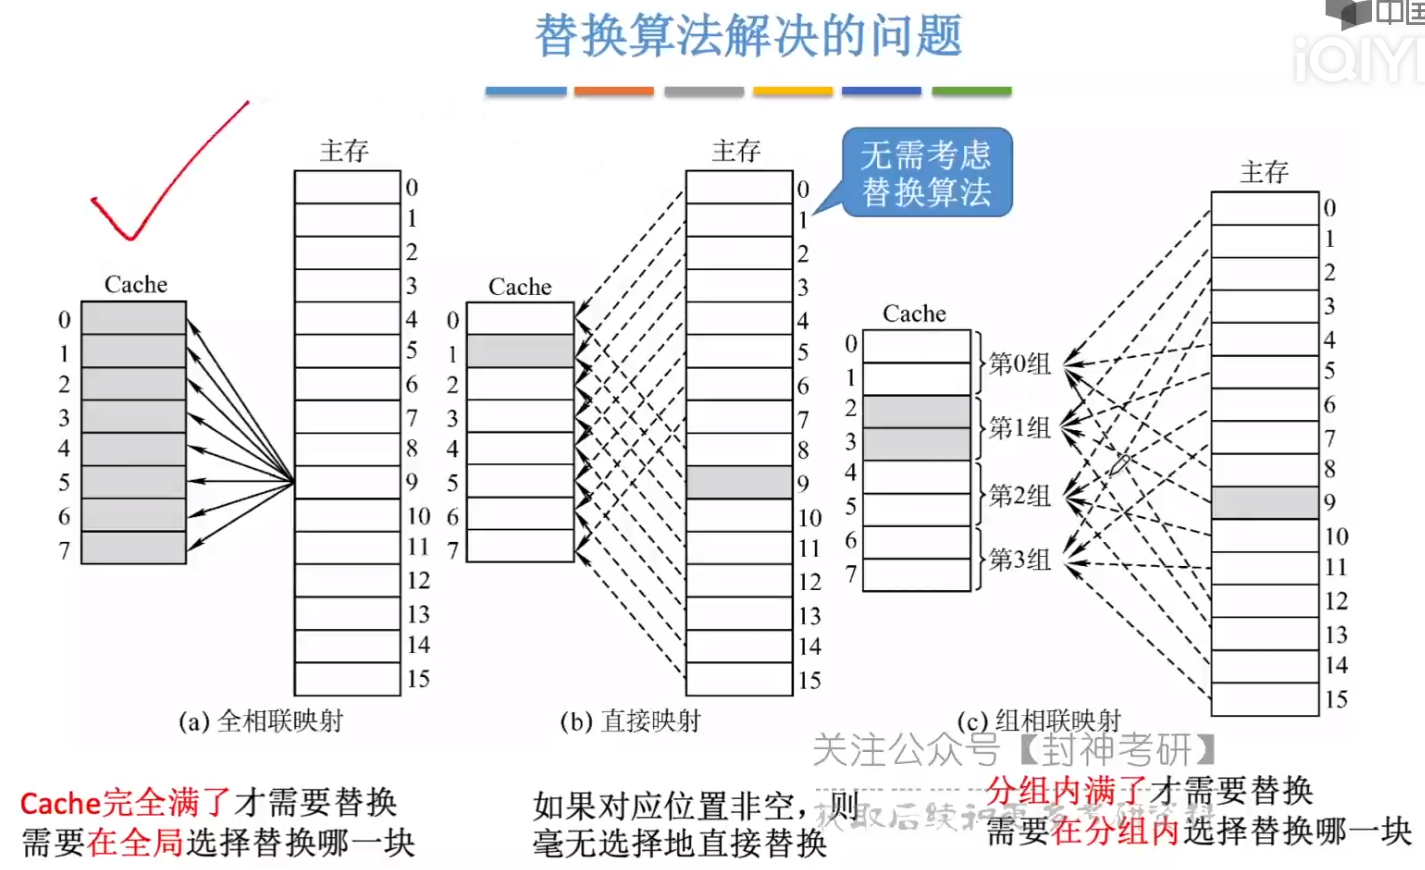 替换算法解决的问题
中国
iQIYI
主存
0
1
2
3
4
5
6
7
8
9
10
11
12
13
14
15
Cache
0
1
2
3
4
5
6
7
(a) 全相联映射
Cache完全满了才需要替换
需要在全局选择替换哪一块
主存
0
1
2
3
4
5
6
7
8
9
10
11
12
13
14
15
无需考虑
替换算法
Cache
0
1
2
3
4
5
6
7
(b) 直接映射
如果对应位置非空，则
毫无选择地直接替换
主存
0
1
2
3
4
5
6
7
8
9
10
11
12
13
14
15
Cache
0
1
2
3
4
5
6
7
第0组
第1组
第2组
第3组
(c) 组相联映射
关注公众号【封神考研】
获取后续和更多考研资料
分组内满了才需要替换
需要在分组内选择替换哪一块